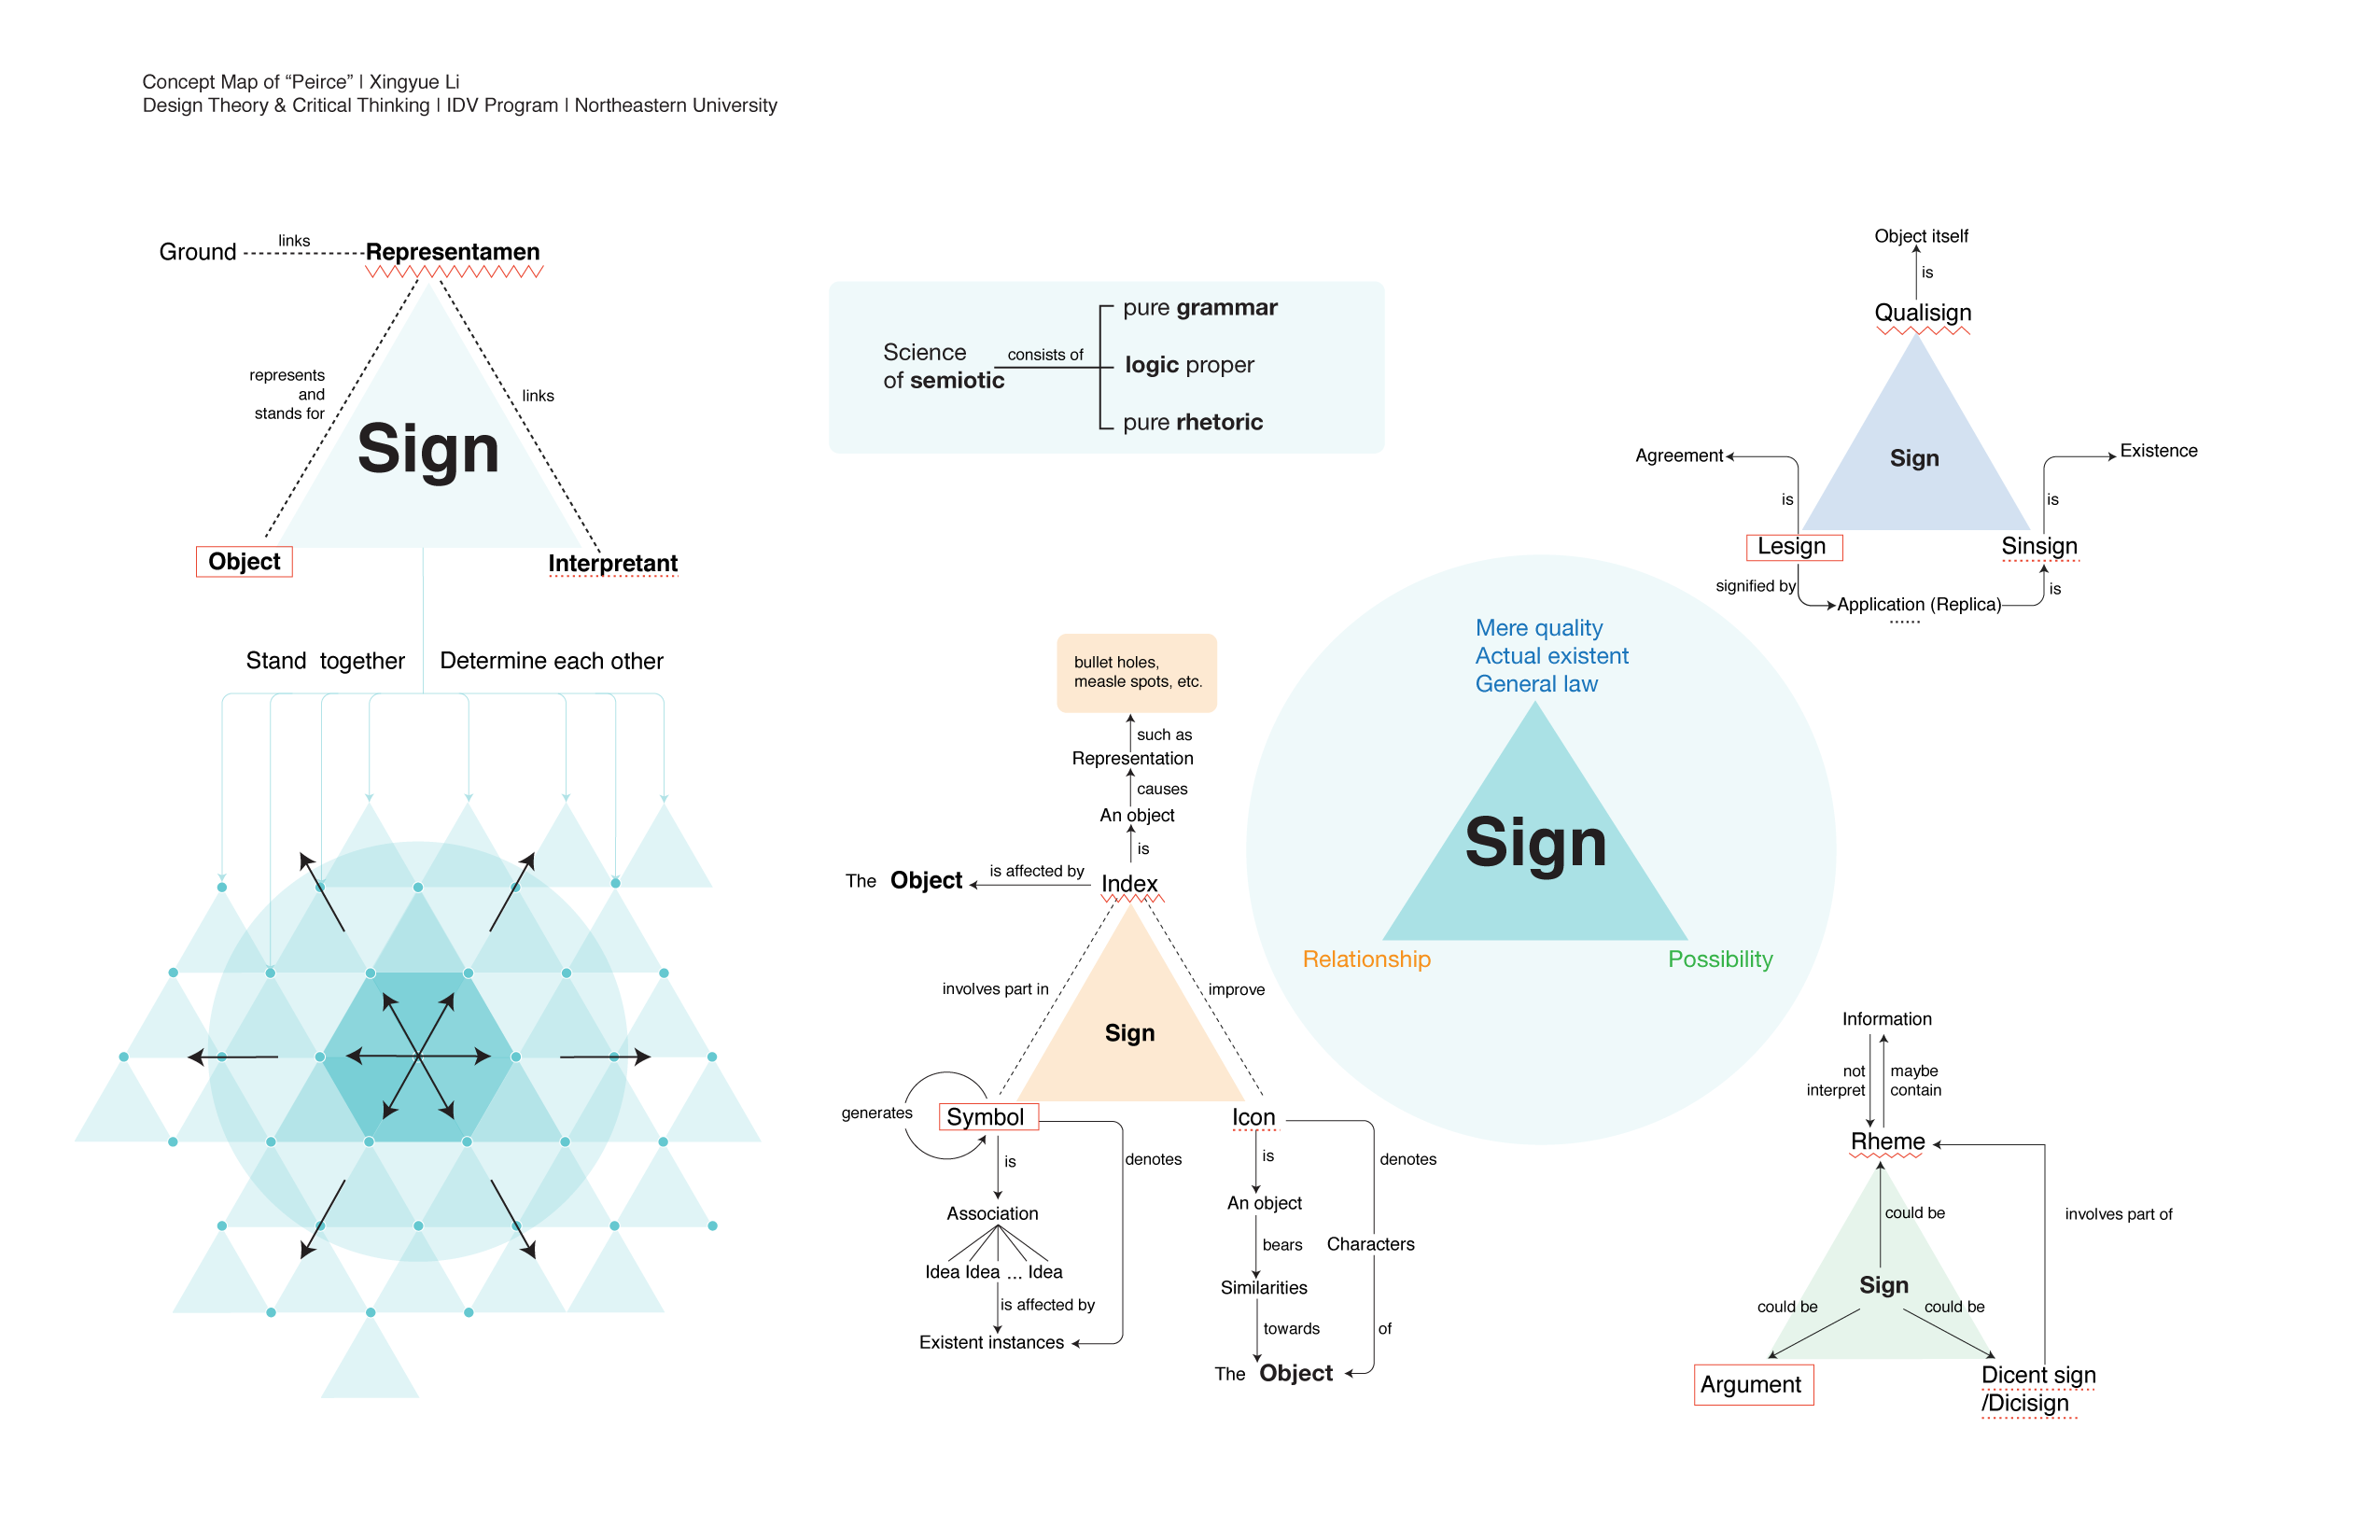 Concept Map of “Peirce” | Xingyue Li
Design Theory & Critical Thinking | IDV Program | Northeastern University
Ground
links
Representamen
represents
and
stands for
links
Sign
Object
Interpretant
Stand together
Determine each other
Science
of semiotic
consists of
pure grammar
logic proper
pure rhetoric
bullet holes,
measle spots, etc.
such as
Representation
causes
An object
is
The Object
is affected by
Index
involves part in
improve
Sign
generates
Symbol
is
denotes
Association
Idea Idea ... Idea
is affected by
Existent instances
Icon
is
denotes
An object
bears
Characters
Similarities
towards
of
The Object
Mere quality
Actual existent
General law
Sign
Relationship
Possibility
Object itself
is
Qualisign
Sign
Agreement
Existence
is
is
Lesign
Sinsign
signified by
Application (Replica)
is
......
Information
not
interpret
maybe
contain
Rheme
could be
involves part of
Sign
could be
could be
Argument
Dicent sign
/Dicisign